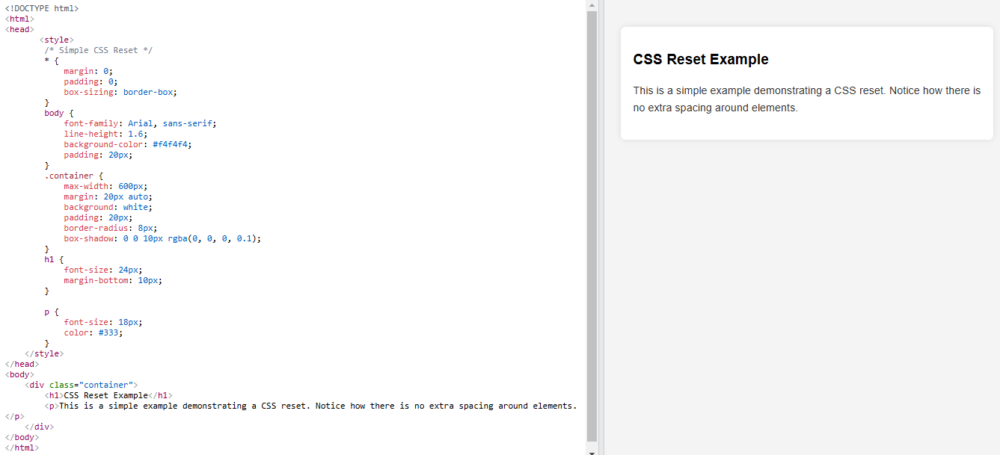 <!DOCTYPE html>
<html>
<head>
       <style>
        /* Simple CSS Reset */
        * {
            margin: 0;
            padding: 0;
            box-sizing: border-box;
        }
        body {
            font-family: Arial, sans-serif;
            line-height: 1.6;
            background-color: #f4f4f4;
            padding: 20px;
        }
        .container {
            max-width: 600px;
            margin: 20px auto;
            background: white;
            padding: 20px;
            border-radius: 8px;
            box-shadow: 0 0 10px rgba(0, 0, 0, 0.1);
        }
        h1 {
            font-size: 24px;
            margin-bottom: 10px;
        }

        p {
            font-size: 18px;
            color: #333;
        }
    </style>
</head>
<body>
    <div class="container">
        <h1>CSS Reset Example</h1>
        <p>This is a simple example demonstrating a CSS reset. Notice how there is no extra spacing around elements.
</p>
    </div>
</body>
</html>
CSS Reset Example
This is a simple example demonstrating a CSS reset. Notice how there is
no extra spacing around elements.